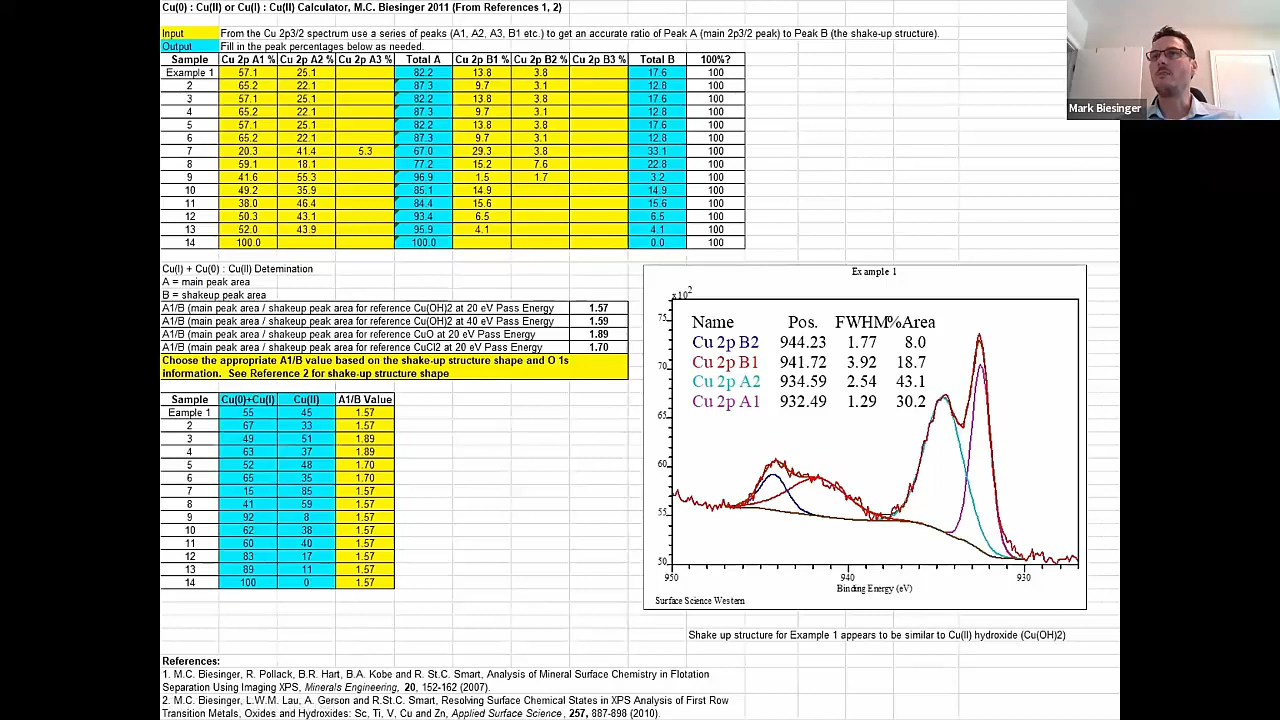 Cu(0) : Cu(II) or Cu(I) : Cu(II) Calculator, M.C. Biesinger 2011 (From References 1, 2)
Input From the Cu 2p3/2 spectrum use a series of peaks (A1, A2, A3, B1 etc.) to get an accurate ratio of Peak A (main 2p3/2 peak) to Peak B (the shake-up structure).
Output Fill in the peak percentages below as needed.
Sample Cu 2p A1 % Cu 2p A2 % Cu 2p A3 % Total A Cu 2p B1 % Cu 2p B2 % Cu 2p B3 % Total B 100%?
Example 1 57.1 25.1 82.2 13.8 3.8 17.6 100
2 65.2 22.1 87.3 9.7 3.1 12.8 100
3 57.1 25.1 82.2 13.8 3.8 17.6 100
4 65.2 22.1 87.3 9.7 3.1 12.8 100
5 57.1 25.1 82.2 13.8 3.8 17.6 100
6 65.2 22.1 87.3 9.7 3.1 12.8 100
7 20.3 41.4 5.3 67.0 29.3 3.8 33.1 100
8 59.1 18.1 77.2 15.2 7.6 22.8 100
9 41.6 55.3 96.9 1.5 1.7 3.2 100
10 49.2 35.9 85.1 14.9 14.9 100
11 38.0 46.4 84.4 15.6 15.6 100
12 50.3 43.1 93.4 6.5 6.5 100
13 52.0 43.9 95.9 4.1 4.1 100
14 100.0 100.0 0.0 100
Mark Biesinger
Cu(I) + Cu(0) : Cu(II) Detemination
A = main peak area
B = shakeup peak area
A1/B (main peak area / shakeup peak area for reference Cu(OH)2 at 20 eV Pass Energy 1.57
A1/B (main peak area / shakeup peak area for reference Cu(OH)2 at 40 eV Pass Energy 1.59
A1/B (main peak area / shakeup peak area for reference CuO at 20 eV Pass Energy 1.89
A1/B (main peak area / shakeup peak area for reference CuCl2 at 20 eV Pass Energy 1.70
Choose the appropriate A1/B value based on the shake-up structure shape and O 1s
information. See Reference 2 for shake-up structure shape
Sample Cu(0)+Cu(I) Cu(II) A1/B Value
Eample 1 55 45 1.57
2 67 33 1.57
3 49 51 1.89
4 63 37 1.89
5 52 48 1.70
6 65 35 1.70
7 15 85 1.57
8 41 59 1.57
9 92 8 1.57
10 62 38 1.57
11 60 40 1.57
12 83 17 1.57
13 89 11 1.57
14 100 0 1.57
Example 1
x10²
75
70
65
60
55
50
Name Pos. FWHM %Area
Cu 2p B2 944.23 1.77 8.0
Cu 2p B1 941.72 3.92 18.7
Cu 2p A2 934.59 2.54 43.1
Cu 2p A1 932.49 1.29 30.2
950 940 930
Binding Energy (eV)
Surface Science Western
Shake up structure for Example 1 appears to be similar to Cu(II) hydroxide (Cu(OH)2)
References:
1. M.C. Biesinger, R. Pollack, B.R. Hart, B.A. Kobe and R. St.C. Smart, Analysis of Mineral Surface Chemistry in Flotation
Separation Using Imaging XPS, Minerals Engineering, 20, 152-162 (2007).
2. M.C. Biesinger, L.W.M. Lau, A. Gerson and R.St.C. Smart, Resolving Surface Chemical States in XPS Analysis of First Row
Transition Metals, Oxides and Hydroxides: Sc, Ti, V, Cu and Zn, Applied Surface Science, 257, 887-898 (2010).